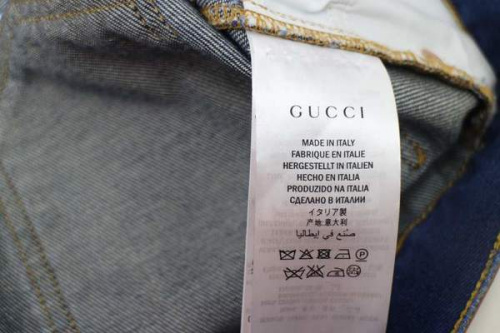 GUCCI
MADE IN ITALY
FABRIQUE EN ITALIE
HERGESTELLT IN ITALIEN
HECHO EN ITALIA
PRODUZIDO NA ITALIA
СДЕЛАНО В ИТАЛИИ
イタリア製
产地:意大利
صنع في إيطاليا